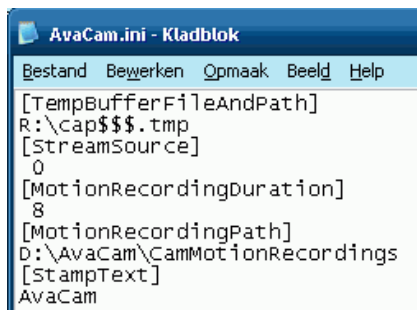 AvaCam.ini - Kladblok
Bestand Bewerken Opmaak Beeld Help
[TempBufferFileAndPath]
R:\cap$$$.tmp
[StreamSource]
0
[MotionRecordingDuration]
8
[MotionRecordingPath]
D:\AvaCam\CamMotionRecordings
[StampText]
AvaCam